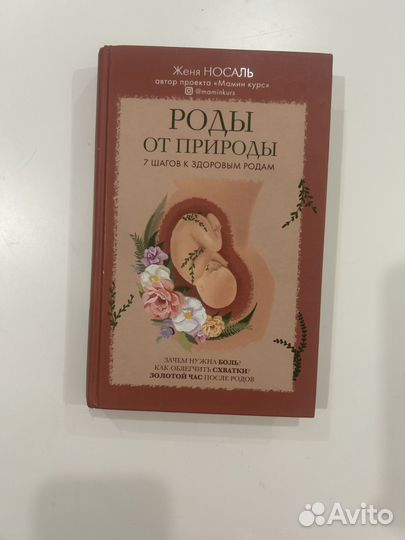 Женя НОСАЛЬ
автор проекта «Мамин курс»
@maminkurs
РОДЫ
ОТ ПРИРОДЫ
7 ШАГОВ К ЗДОРОВЫМ РОДАМ
ЗАЧЕМ НУЖНА БОЛЬ?
КАК ОБЛЕГЧИТЬ СХВАТКИ?
ЗОЛОТОЙ ЧАС ПОСЛЕ РОДОВ
Avito